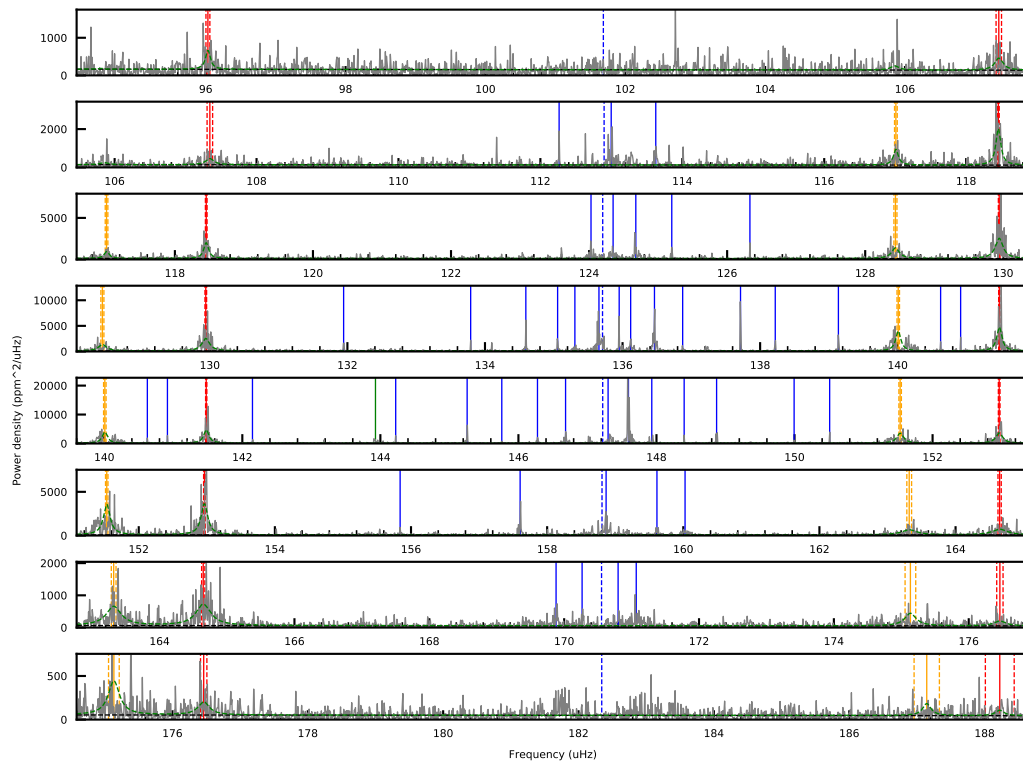 1000
0
96 98 100 102 104 106
2000
0
106 108 110 112 114 116 118
5000
0
118 120 122 124 126 128 130
10000
5000
0
130 132 134 136 138 140
20000
10000
0
140 142 144 146 148 150 152
5000
0
152 154 156 158 160 162 164
2000
1000
0
164 166 168 170 172 174 176
500
0
176 178 180 182 184 186 188
Power density (ppm^2/uHz)
Frequency (uHz)